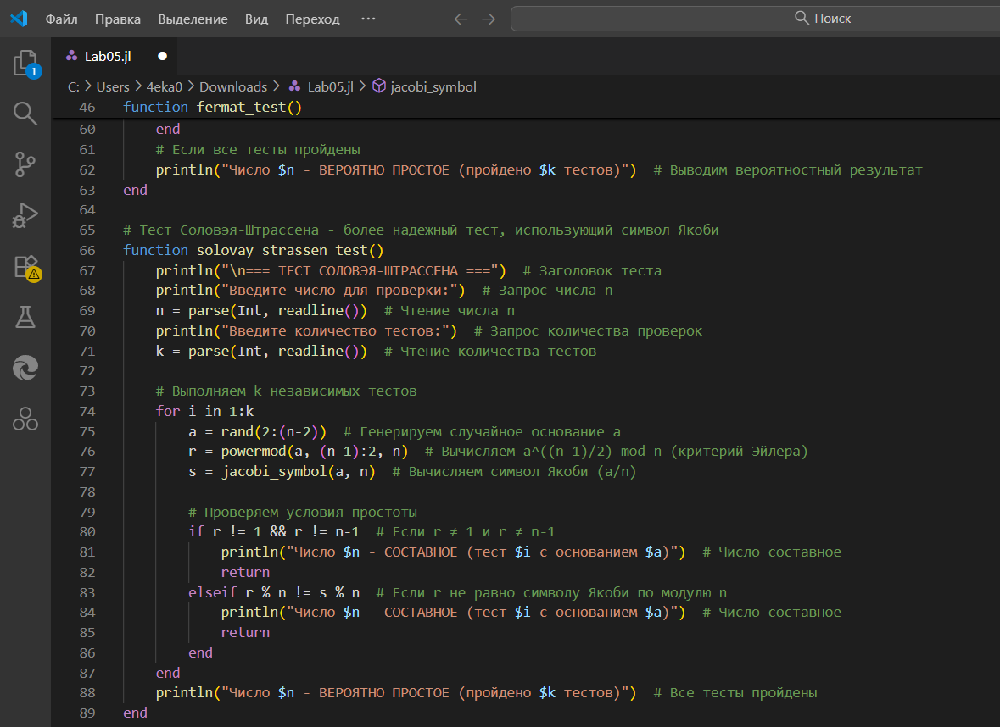 Файл Правка Выделение Вид Переход ··· Поиск
1 Lab05.jl
C: > Users > 4eka0 > Downloads > Lab05.jl > jacobi_symbol
46 function fermat_test()
60 end
61 # Если все тесты пройдены
62 println("Число $n - ВЕРОЯТНО ПРОСТОЕ (пройдено $k тестов)") # Выводим вероятностный результат
63 end
64
65 # Тест Соловэя-Штрассена - более надежный тест, использующий символ Якоби
66 function solovay_strassen_test()
67 println("\n=== ТЕСТ СОЛОВЭЯ-ШТРАССЕНА ===") # Заголовок теста
68 println("Введите число для проверки:") # Запрос числа n
69 n = parse(Int, readline()) # Чтение числа n
70 println("Введите количество тестов:") # Запрос количества проверок
71 k = parse(Int, readline()) # Чтение количества тестов
72
73 # Выполняем k независимых тестов
74 for i in 1:k
75 a = rand(2:(n-2)) # Генерируем случайное основание a
76 r = powermod(a, (n-1)÷2, n) # Вычисляем a^((n-1)/2) mod n (критерий Эйлера)
77 s = jacobi_symbol(a, n) # Вычисляем символ Якоби (a/n)
78
79 # Проверяем условия простоты
80 if r != 1 && r != n-1 # Если r ≠ 1 и r ≠ n-1
81 println("Число $n - СОСТАВНОЕ (тест $i с основанием $a)") # Число составное
82 return
83 elseif r % n != s % n # Если r не равно символу Якоби по модулю n
84 println("Число $n - СОСТАВНОЕ (тест $i с основанием $a)") # Число составное
85 return
86 end
87 end
88 println("Число $n - ВЕРОЯТНО ПРОСТОЕ (пройдено $k тестов)") # Все тесты пройдены
89 end